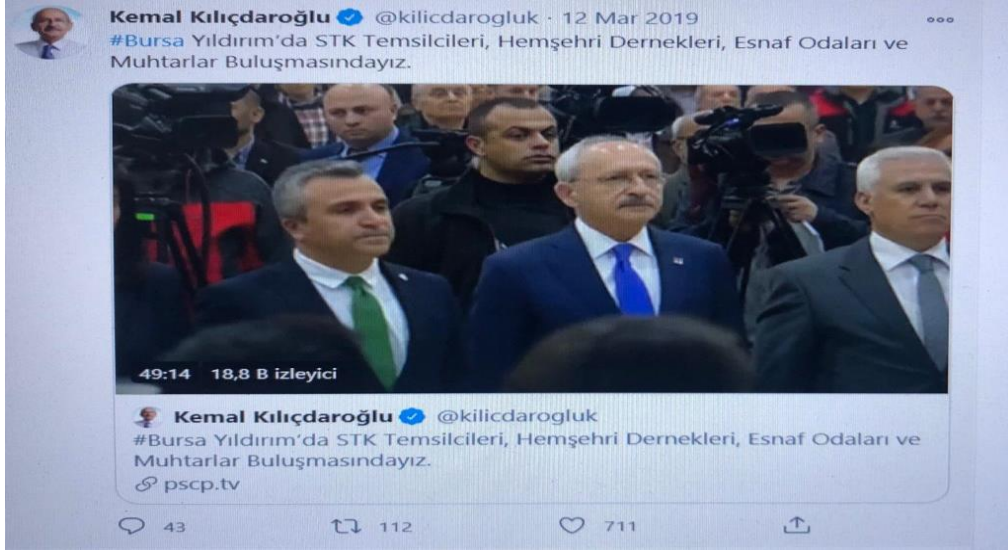 Kemal Kılıçdaroğlu @kilicdarogluk · 12 Mar 2019
#Bursa Yıldırım'da STK Temsilcileri, Hemşehri Dernekleri, Esnaf Odaları ve
Muhtarlar Buluşmasındayız.
49:14 18,8 B izleyici
Kemal Kılıçdaroğlu @kilicdarogluk
#Bursa Yıldırım'da STK Temsilcileri, Hemşehri Dernekleri, Esnaf Odaları ve
Muhtarlar Buluşmasındayız.
pscp.tv
43 112 711